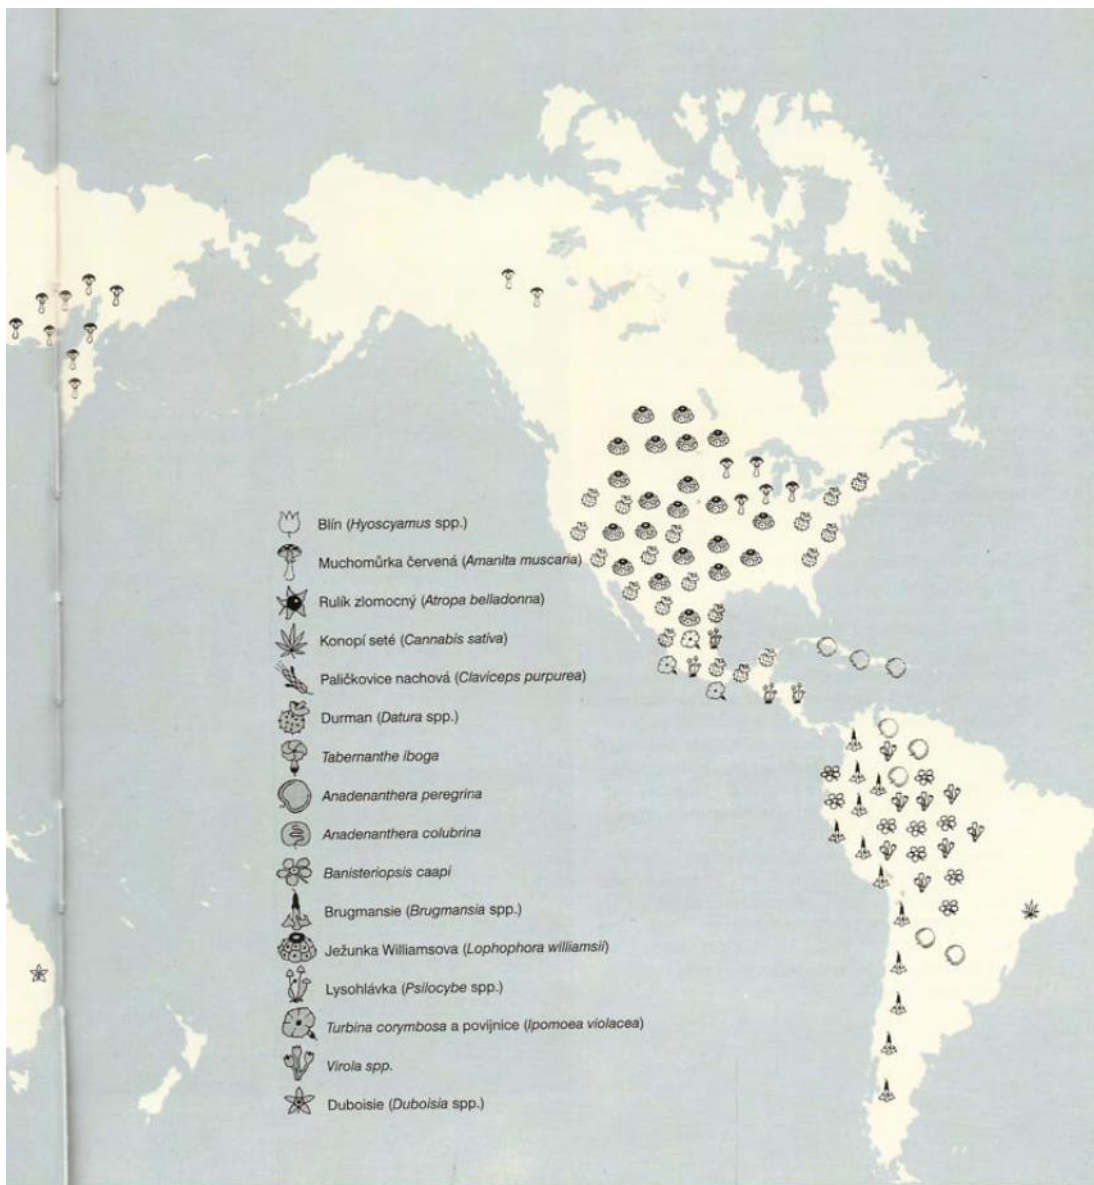 Blín (Hyoscyamus spp.)
Muchomůrka červená (Amanita muscaria)
Rulík zlomocný (Atropa belladonna)
Konopí seté (Cannabis sativa)
Paličkovice nachová (Claviceps purpurea)
Durman (Datura spp.)
Tabernanthe iboga
Anadenanthera peregrina
Anadenanthera colubrina
Banisteriopsis caapi
Brugmansie (Brugmansia spp.)
Ježunka Williamsova (Lophophora williamsii)
Lysohlávka (Psilocybe spp.)
Turbina corymbosa a povijnice (Ipomoea violacea)
Virola spp.
Duboisie (Duboisia spp.)